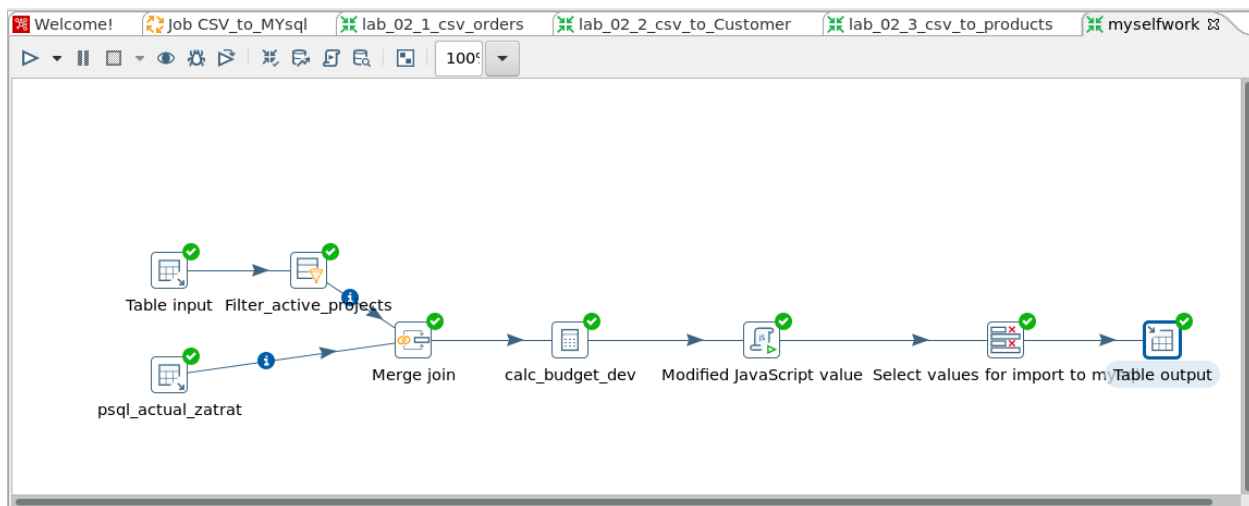 Welcome! Job CSV_to_MYsql lab_02_1_csv_orders lab_02_2_csv_to_Customer lab_02_3_csv_to_products myselfwork
100%
Table input Filter_active_projects
Merge join calc_budget_dev Modified JavaScript value Select values for import to Table output
psql_actual_zatrat